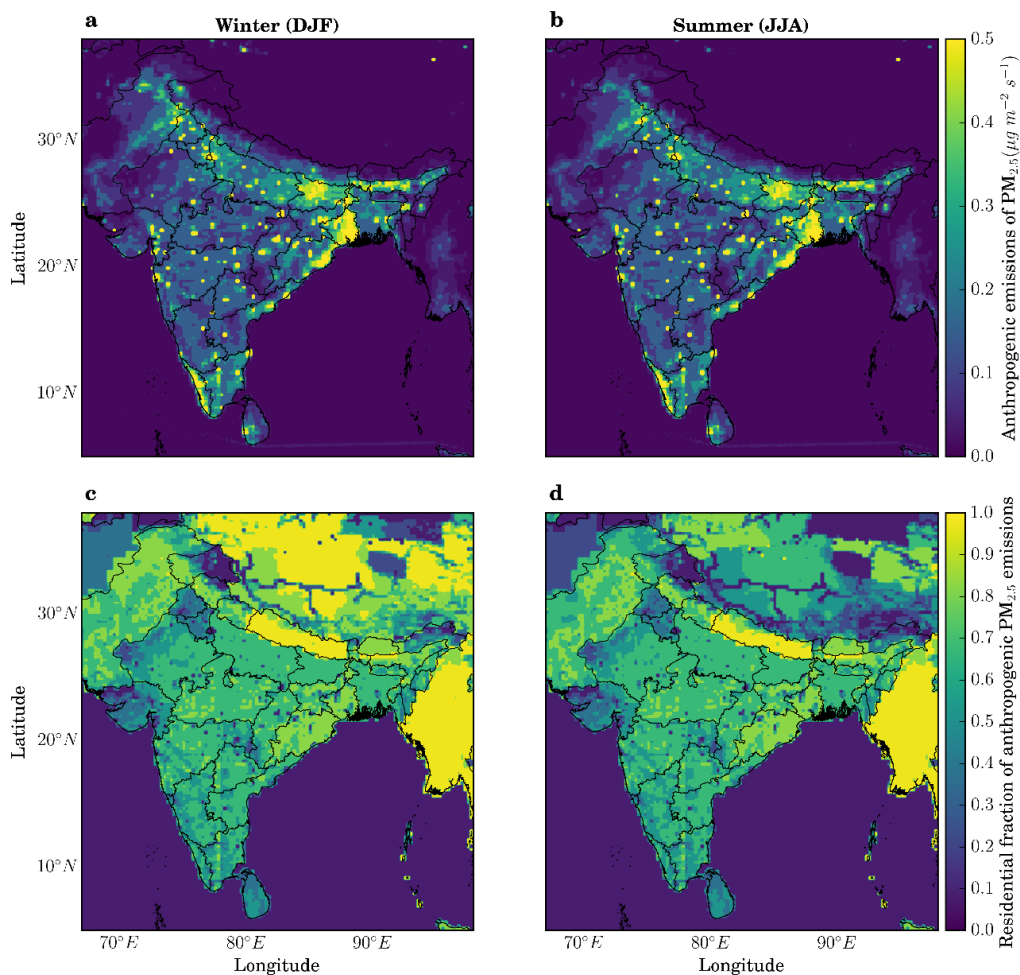 a Winter (DJF)
b Summer (JJA)
30°N
20°N
10°N
Latitude
0.5
0.4
0.3
0.2
0.1
0.0
Anthropogenic emissions of PM2.5(μg m−2 s−1)
c
d
30°N
20°N
10°N
Latitude
70°E 80°E 90°E
Longitude
70°E 80°E 90°E
Longitude
1.0
0.9
0.8
0.7
0.6
0.5
0.4
0.3
0.2
0.1
0.0
Residential fraction of anthropogenic PM2.5 emissions